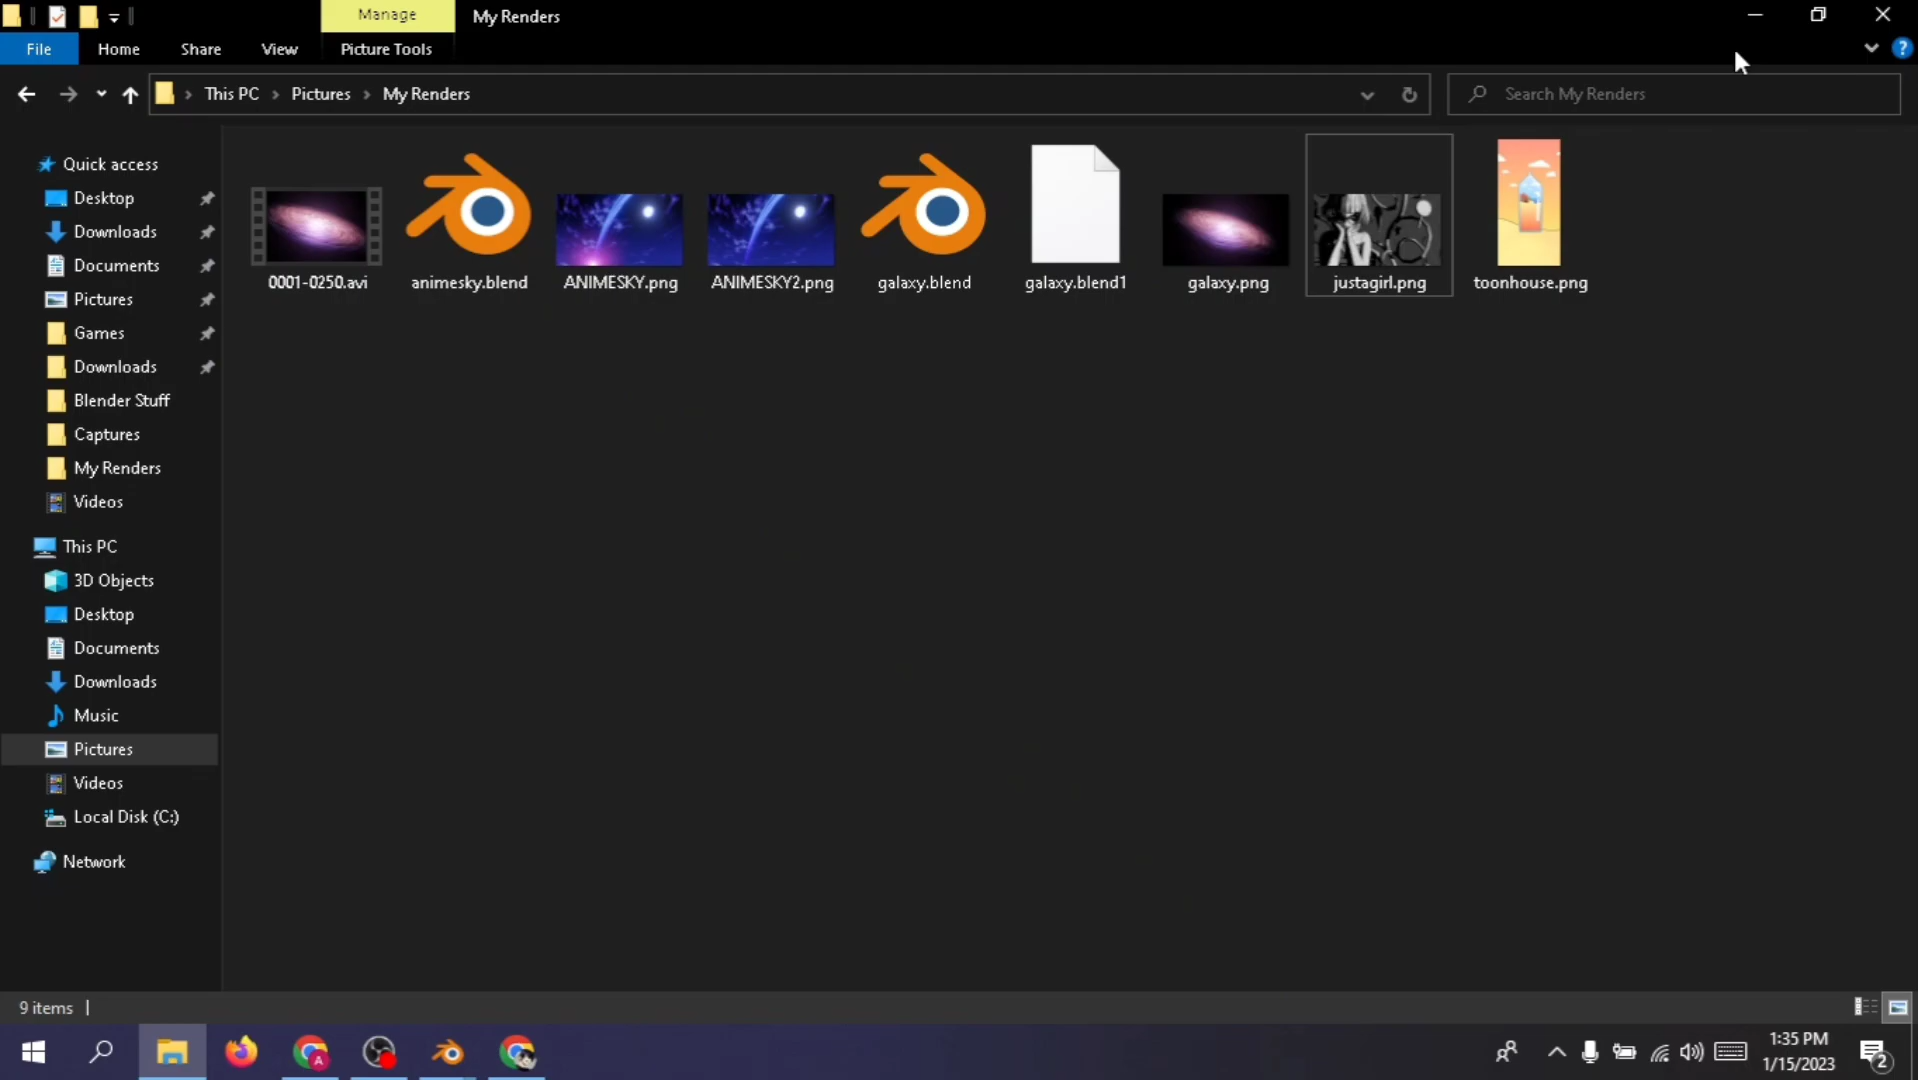 Manage
My Renders
File
Home
Share
View
Picture Tools
This PC
Pictures
My Renders
Search My Renders
Quick access
Desktop
Downloads
Documents
Pictures
Games
Downloads
Blender Stuff
Captures
My Renders
Videos
This PC
3D Objects
Desktop
Documents
Downloads
Music
Pictures
Videos
Local Disk (C:)
Network
0001-0250.avi
animesky.blend
ANIMESKY.png
ANIMESKY2.png
galaxy.blend
galaxy.blend1
galaxy.png
justagirl.png
toonhouse.png
9 items
A
1:35 PM
1/15/2023
2